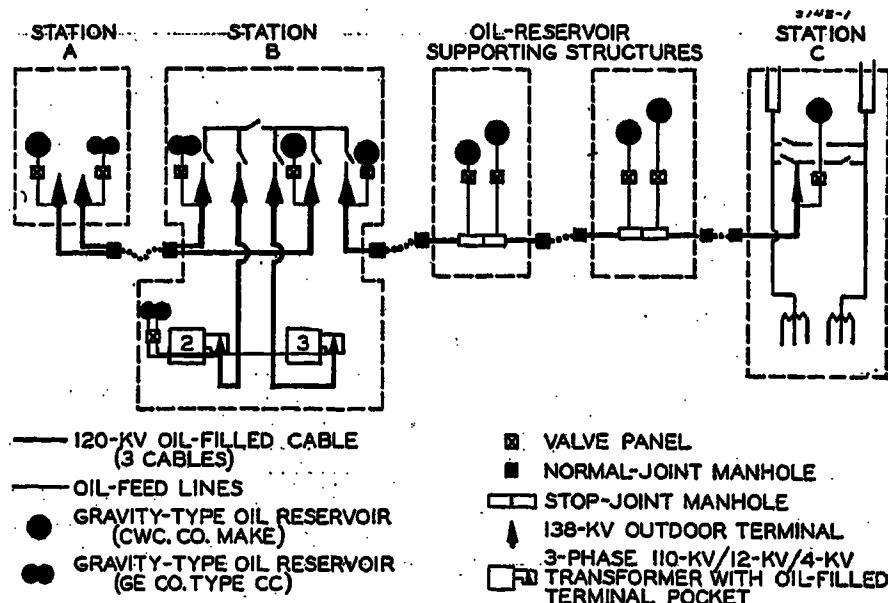 3148-1
STATION
A
STATION
B
OIL-RESERVOIR
SUPPORTING STRUCTURES
STATION
C
2
3
120-KV OIL-FILLED CABLE
(3 CABLES)
OIL-FEED LINES
GRAVITY-TYPE OIL RESERVOIR
(CWC. CO. MAKE)
GRAVITY-TYPE OIL RESERVOIR
(GE CO. TYPE CC)
VALVE PANEL
NORMAL-JOINT MANHOLE
STOP-JOINT MANHOLE
138-KV OUTDOOR TERMINAL
3-PHASE 110-KV/12-KV/4-KV
TRANSFORMER WITH OIL-FILLED
TERMINAL POCKET